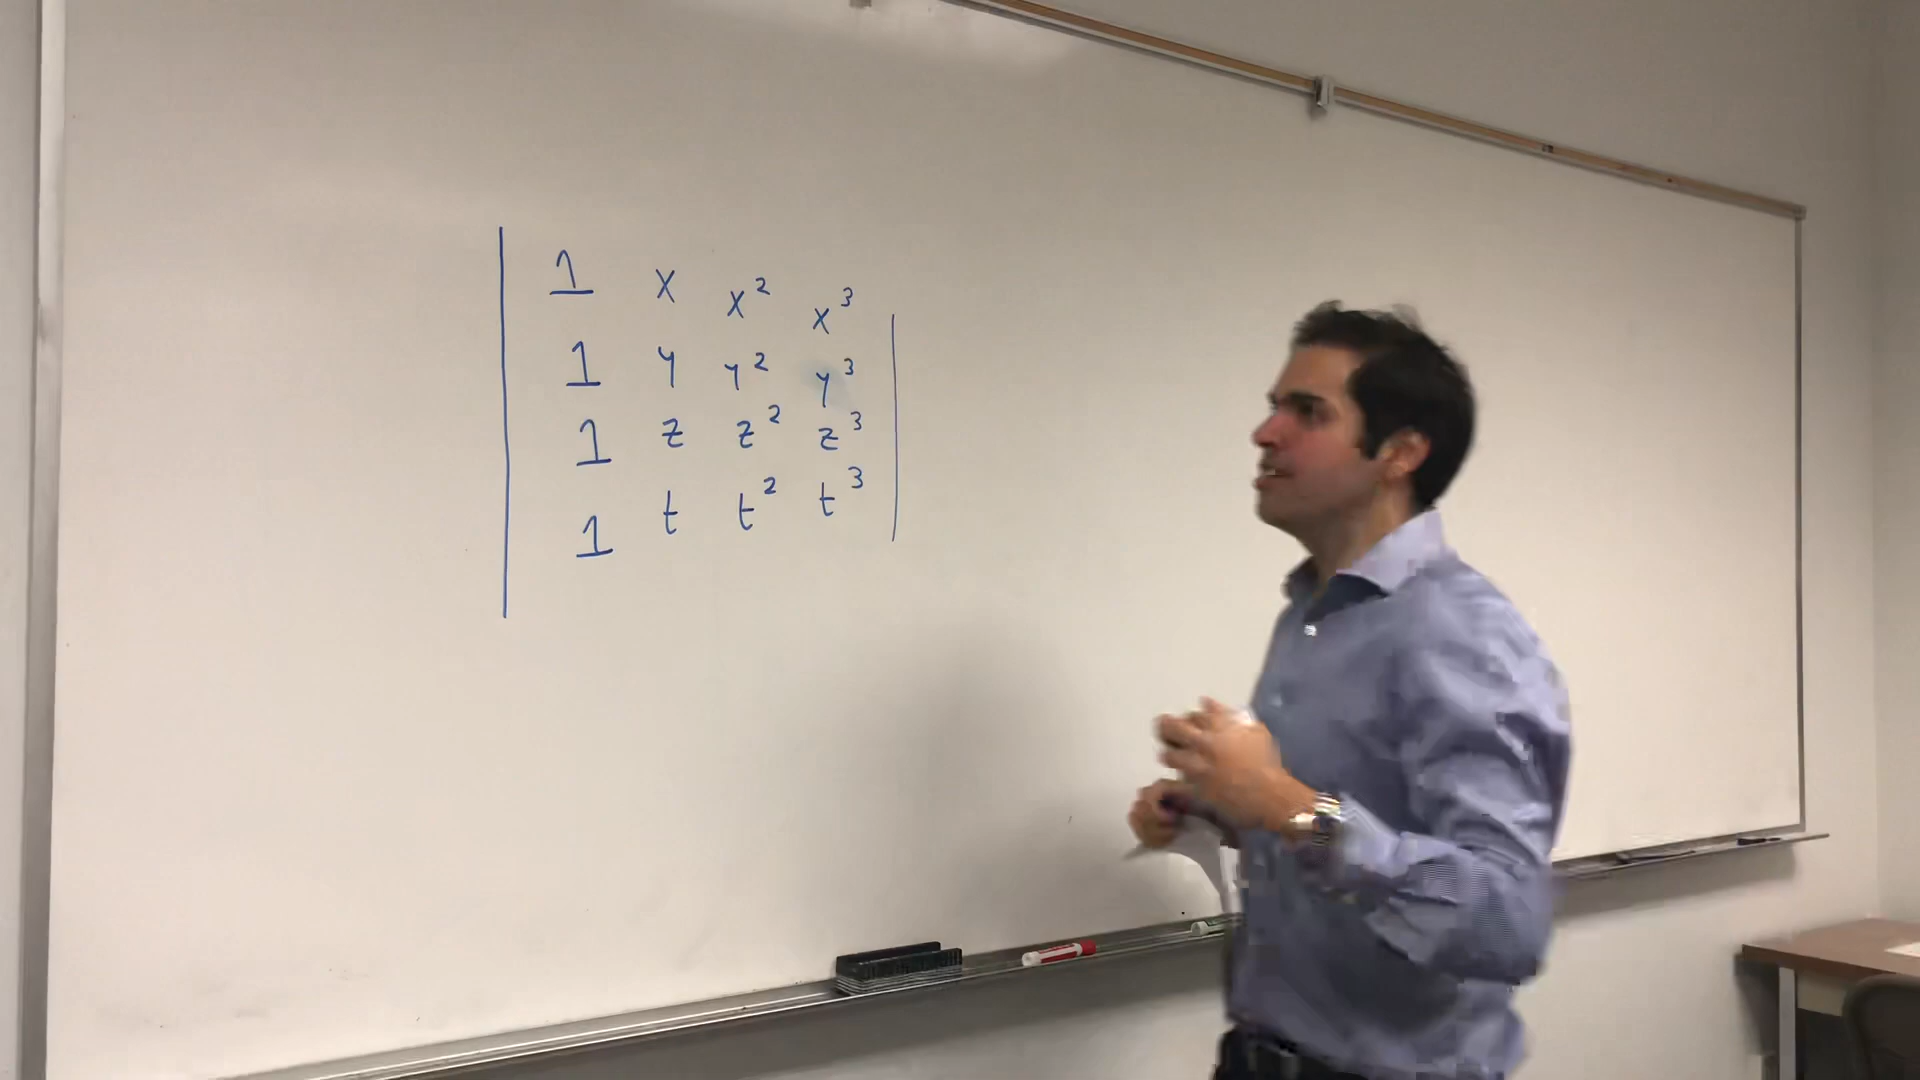 1 x x² x³
1 y y² y³
1 z z² z³
1 t t² t³